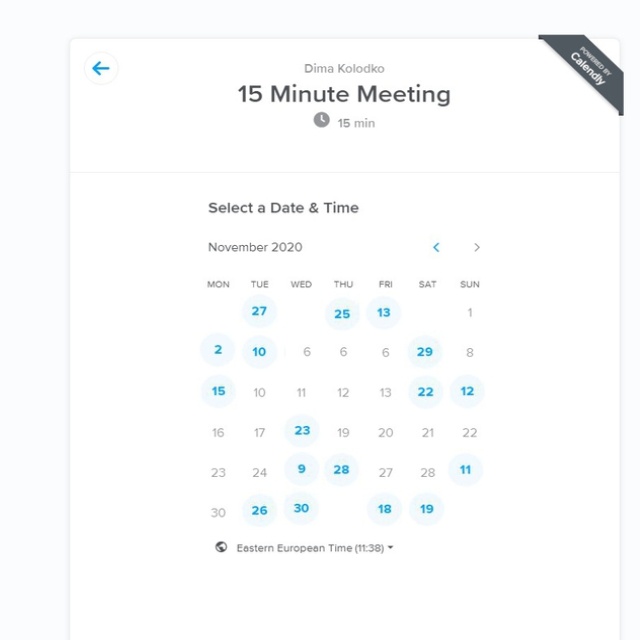 POWERED BY
Calendly
Dima Kolodko
15 Minute Meeting
15 min
Select a Date & Time
November 2020
MON TUE WED THU FRI SAT SUN
27 25 13 1
2 10 6 6 6 29 8
15 10 11 12 13 22 12
16 17 23 19 20 21 22
23 24 9 28 27 28 11
30 26 30 18 19
Eastern European Time (11:38)